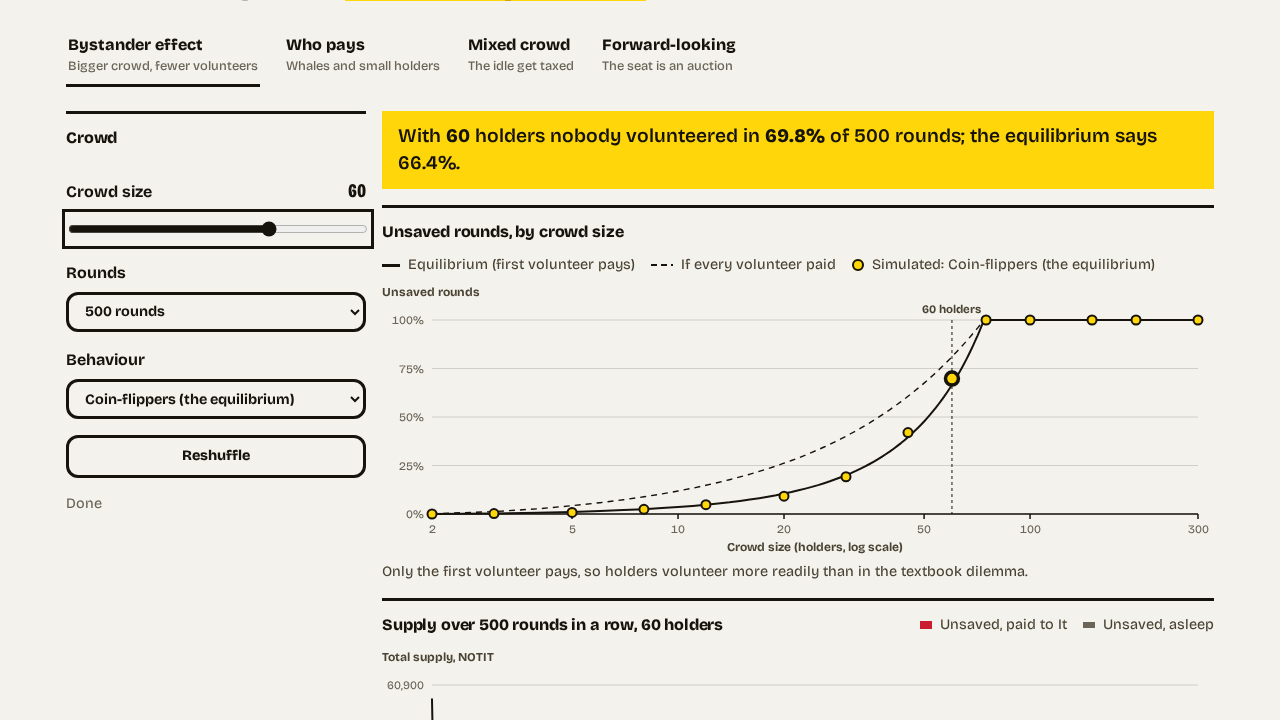 Bystander effect
Bigger crowd, fewer volunteers
Who pays
Whales and small holders
Mixed crowd
The idle get taxed
Forward-looking
The seat is an auction
Crowd
Crowd size 60
Rounds
500 rounds
Behaviour
Coin-flippers (the equilibrium)
Reshuffle
Done
With 60 holders nobody volunteered in 69.8% of 500 rounds; the equilibrium says
66.4%.
Unsaved rounds, by crowd size
Equilibrium (first volunteer pays) If every volunteer paid Simulated: Coin-flippers (the equilibrium)
Unsaved rounds
60 holders
100%
75%
50%
25%
0%
2 5 10 20 50 100 300
Crowd size (holders, log scale)
Only the first volunteer pays, so holders volunteer more readily than in the textbook dilemma.
Supply over 500 rounds in a row, 60 holders
Unsaved, paid to It Unsaved, asleep
Total supply, NOTIT
60,900